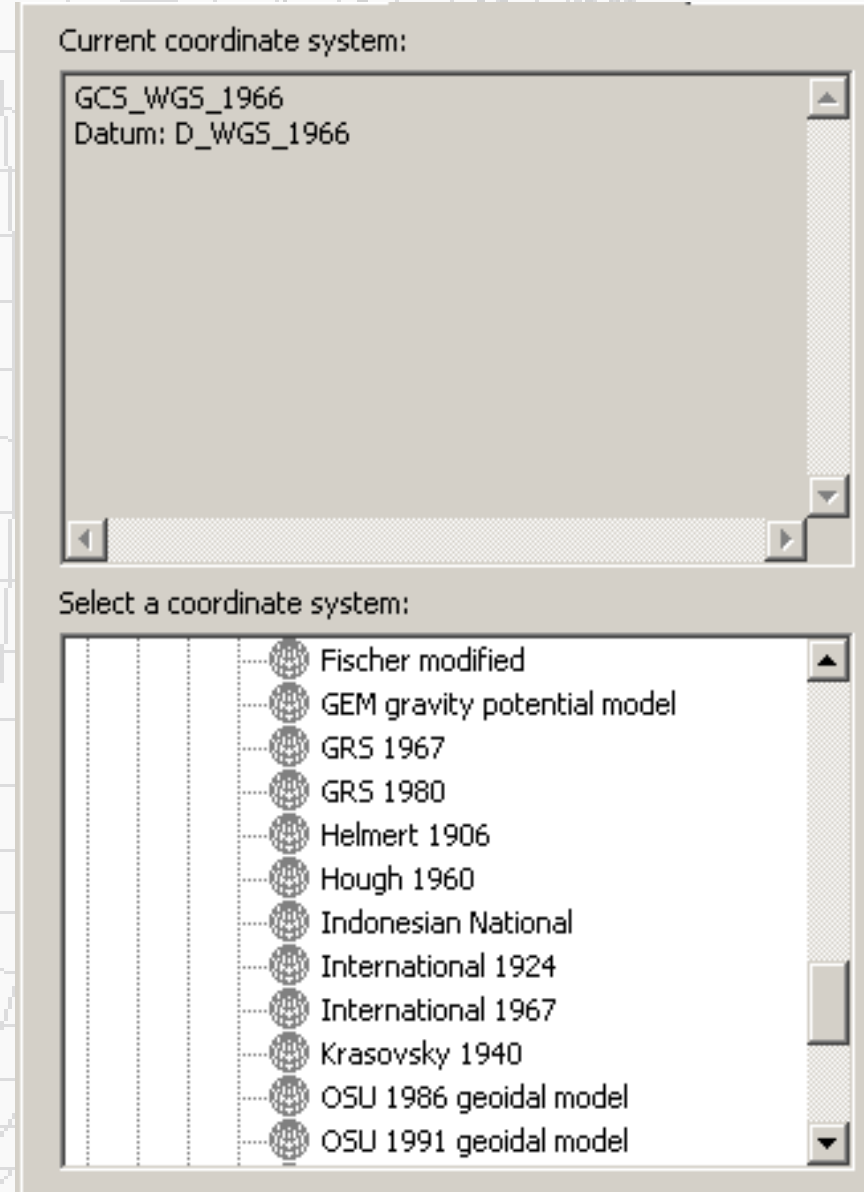 Current coordinate system:
GCS_WGS_1966
Datum: D_WGS_1966
Select a coordinate system:
Fischer modified
GEM gravity potential model
GRS 1967
GRS 1980
Helmert 1906
Hough 1960
Indonesian National
International 1924
International 1967
Krasovsky 1940
OSU 1986 geoidal model
OSU 1991 geoidal model